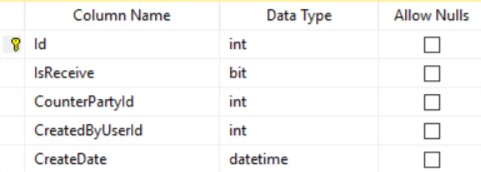 Column Name Data Type Allow Nulls
Id int
IsReceive bit
CounterPartyId int
CreatedByUserId int
CreateDate datetime